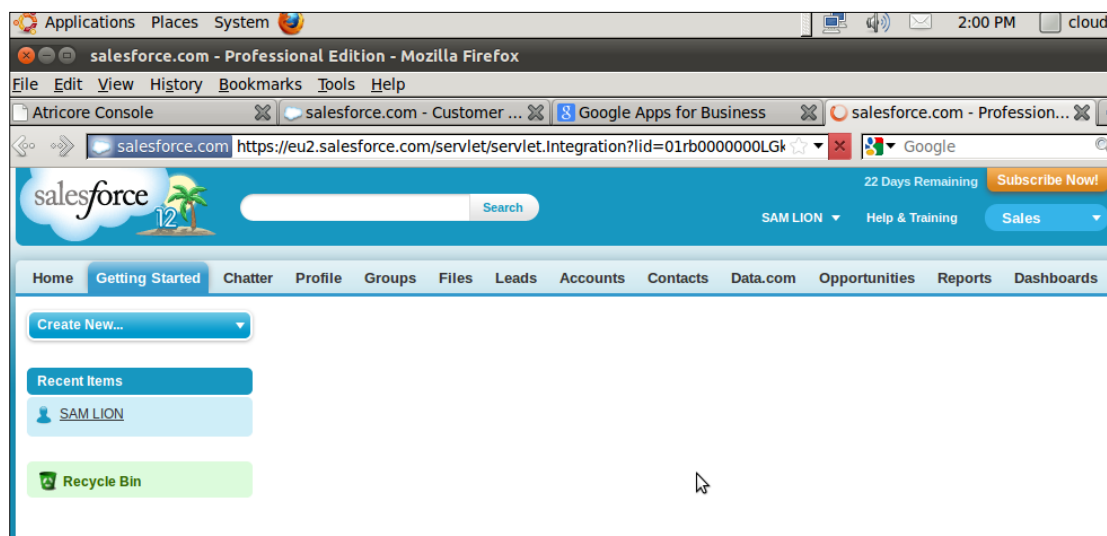 Applications Places System 2:00 PM cloud
salesforce.com - Professional Edition - Mozilla Firefox
File Edit View History Bookmarks Tools Help
Atricore Console salesforce.com - Customer ... Google Apps for Business salesforce.com - Profession...
salesforce.com https://eu2.salesforce.com/servlet/servlet.Integration?lid=01rb0000000LGk Google
22 Days Remaining Subscribe Now!
salesforce
12
Search
SAM LION Help & Training Sales
Home Getting Started Chatter Profile Groups Files Leads Accounts Contacts Data.com Opportunities Reports Dashboards
Create New...
Recent Items
SAM LION
Recycle Bin